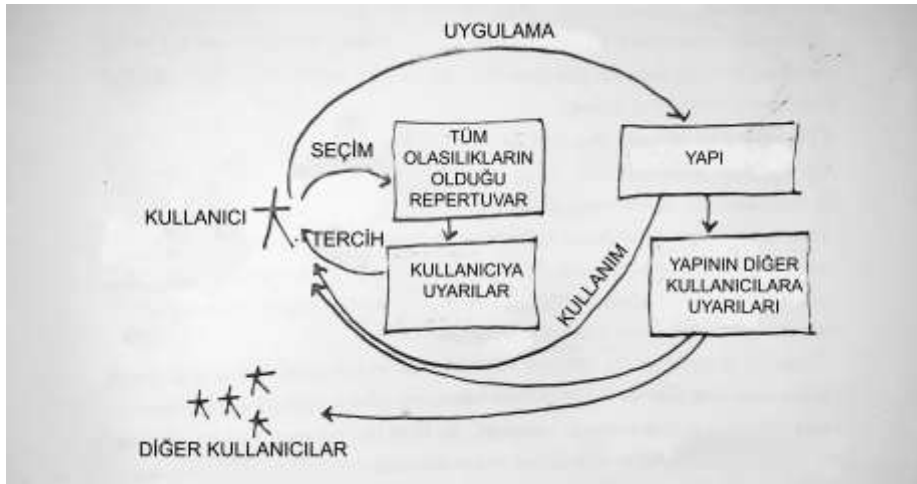 UYGULAMA
SEÇİM
TÜM
OLASILIKLARIN
OLDUĞU
REPERTUVAR
YAPI
KULLANICI
TERCİH
KULLANICIYA
UYARILAR
KULLANIM
YAPININ DİĞER
KULLANICILARA
UYARILARI
DİĞER KULLANICILAR